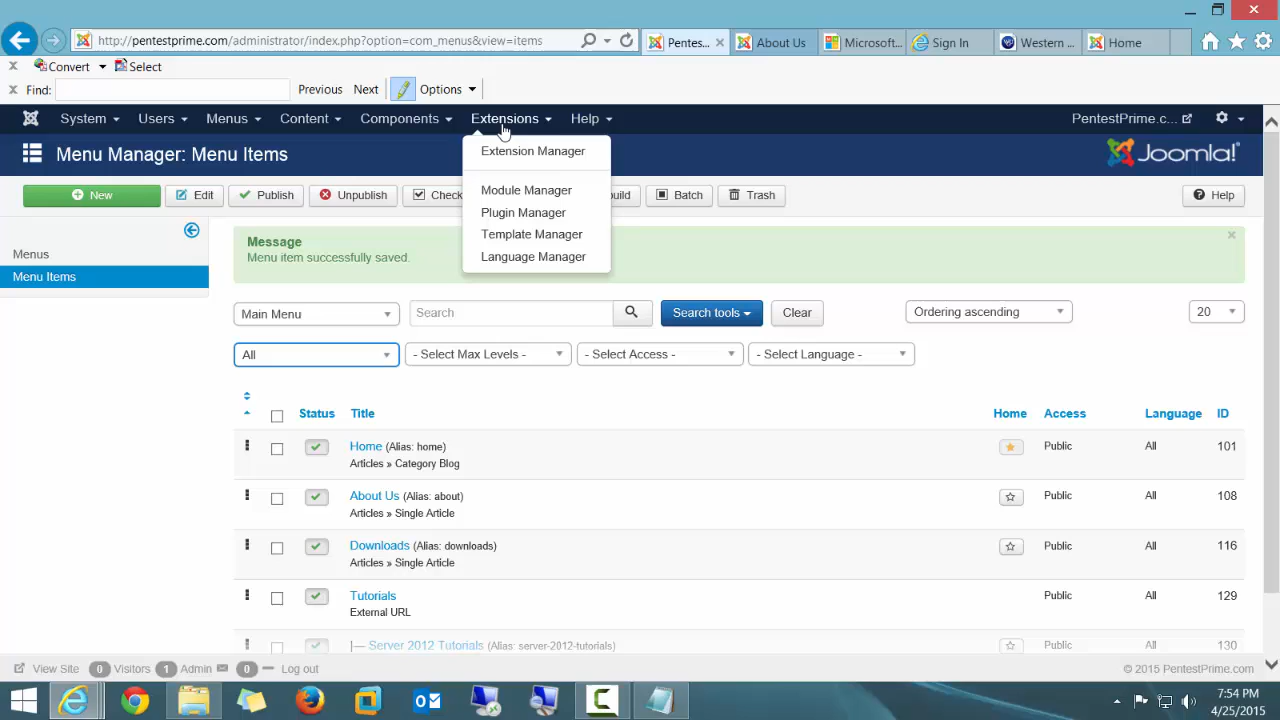 http://pentestprime.com/administrator/index.php?option=com_menus&view=items
Pentes... × About Us Microsoft... Sign In Western ... Home
x Convert Select
x Find: Previous Next Options
System Users Menus Content Components Extensions Help PentestPrime.c...
Menu Manager: Menu Items Joomla!
Extension Manager
Module Manager
Plugin Manager
Template Manager
Language Manager
New Edit Publish Unpublish Check uild Batch Trash Help
Menus
Menu Items
Message
Menu item successfully saved.
Main Menu Search Search tools Clear Ordering ascending 20
All - Select Max Levels - - Select Access - - Select Language -
Status Title Home Access Language ID
Home (Alias: home) Public All 101
Articles » Category Blog
About Us (Alias: about) Public All 108
Articles » Single Article
Downloads (Alias: downloads) Public All 116
Articles » Single Article
Tutorials Public All 129
External URL
|— Server 2012 Tutorials (Alias: server-2012-tutorials) Public All 130
View Site 0 Visitors 1 Admin 0 Log out © 2015 PentestPrime.com
7:54 PM
4/25/2015